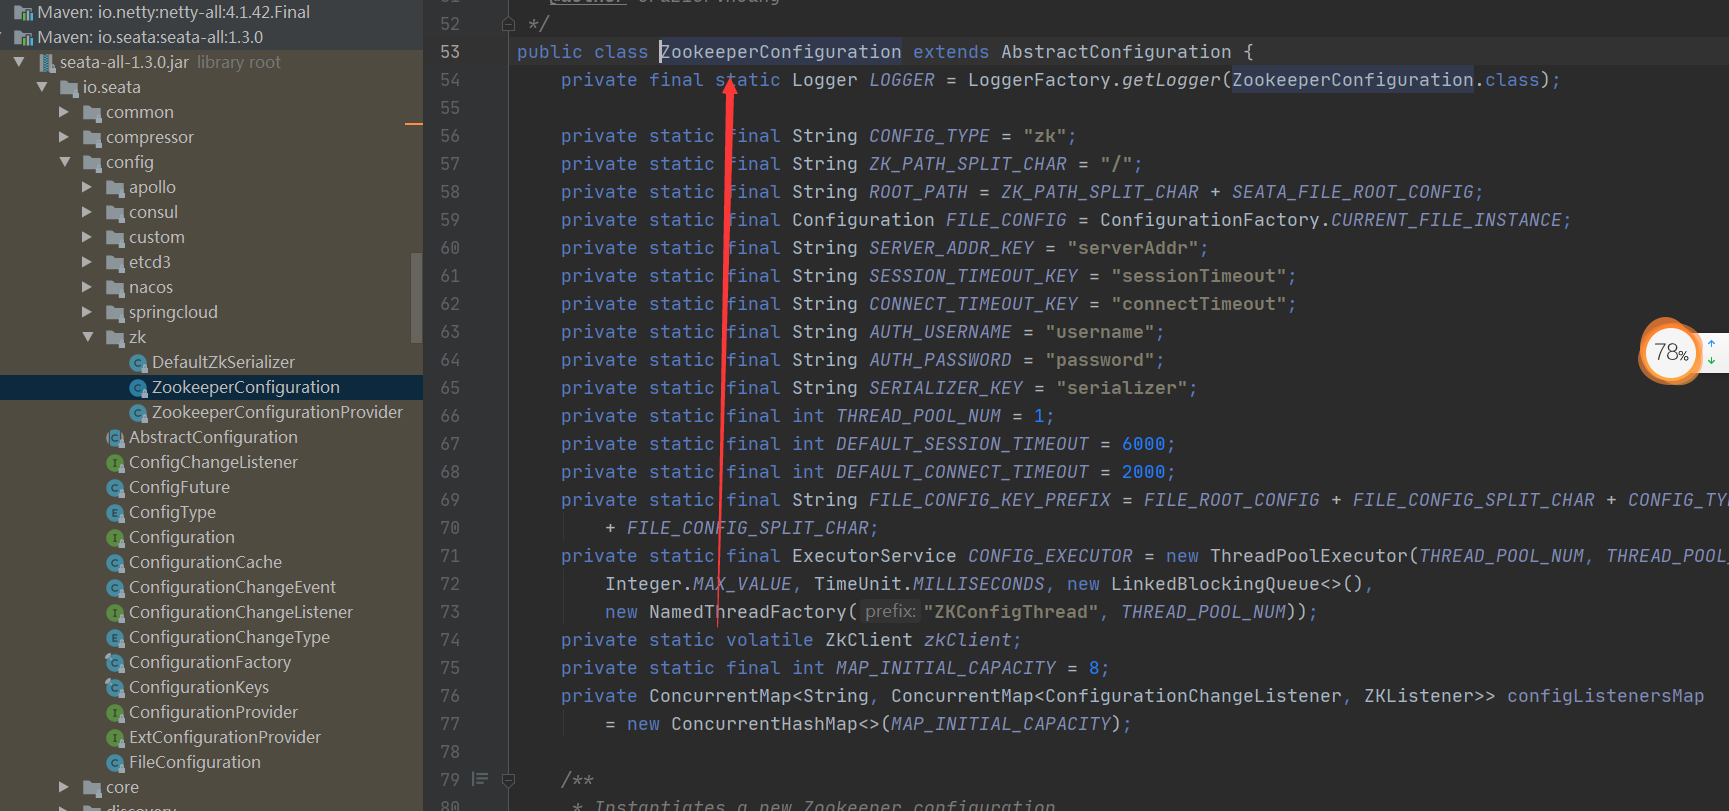 Maven: io.netty:netty-all:4.1.42.Final
Maven: io.seata:seata-all:1.3.0
seata-all-1.3.0.jar library root
io.seata
common
compressor
config
apollo
consul
custom
etcd3
nacos
springcloud
zk
DefaultZkSerializer
ZookeeperConfiguration
ZookeeperConfigurationProvider
AbstractConfiguration
ConfigChangeListener
ConfigFuture
ConfigType
Configuration
ConfigurationCache
ConfigurationChangeEvent
ConfigurationChangeListener
ConfigurationChangeType
ConfigurationFactory
ConfigurationKeys
ConfigurationProvider
ExtConfigurationProvider
FileConfiguration
core
52 */
53 public class ZookeeperConfiguration extends AbstractConfiguration {
54 private final static Logger LOGGER = LoggerFactory.getLogger(ZookeeperConfiguration.class);
55
56 private static final String CONFIG_TYPE = "zk";
57 private static final String ZK_PATH_SPLIT_CHAR = "/";
58 private static final String ROOT_PATH = ZK_PATH_SPLIT_CHAR + SEATA_FILE_ROOT_CONFIG;
59 private static final Configuration FILE_CONFIG = ConfigurationFactory.CURRENT_FILE_INSTANCE;
60 private static final String SERVER_ADDR_KEY = "serverAddr";
61 private static final String SESSION_TIMEOUT_KEY = "sessionTimeout";
62 private static final String CONNECT_TIMEOUT_KEY = "connectTimeout";
63 private static final String AUTH_USERNAME = "username";
64 private static final String AUTH_PASSWORD = "password";
65 private static final String SERIALIZER_KEY = "serializer";
66 private static final int THREAD_POOL_NUM = 1;
67 private static final int DEFAULT_SESSION_TIMEOUT = 6000;
68 private static final int DEFAULT_CONNECT_TIMEOUT = 2000;
69 private static final String FILE_CONFIG_KEY_PREFIX = FILE_ROOT_CONFIG + FILE_CONFIG_SPLIT_CHAR + CONFIG_TY
70 + FILE_CONFIG_SPLIT_CHAR;
71 private static final ExecutorService CONFIG_EXECUTOR = new ThreadPoolExecutor(THREAD_POOL_NUM, THREAD_POOL_
72 Integer.MAX_VALUE, TimeUnit.MILLISECONDS, new LinkedBlockingQueue<>(),
73 new NamedThreadFactory( prefix: "ZKConfigThread", THREAD_POOL_NUM));
74 private static volatile ZkClient zkClient;
75 private static final int MAP_INITIAL_CAPACITY = 8;
76 private ConcurrentMap<String, ConcurrentMap<ConfigurationChangeListener, ZKListener>> configListenersMap
77 = new ConcurrentHashMap<>(MAP_INITIAL_CAPACITY);
78
79 /**
80 * Instantiates a new Zookeeper configuration
78%